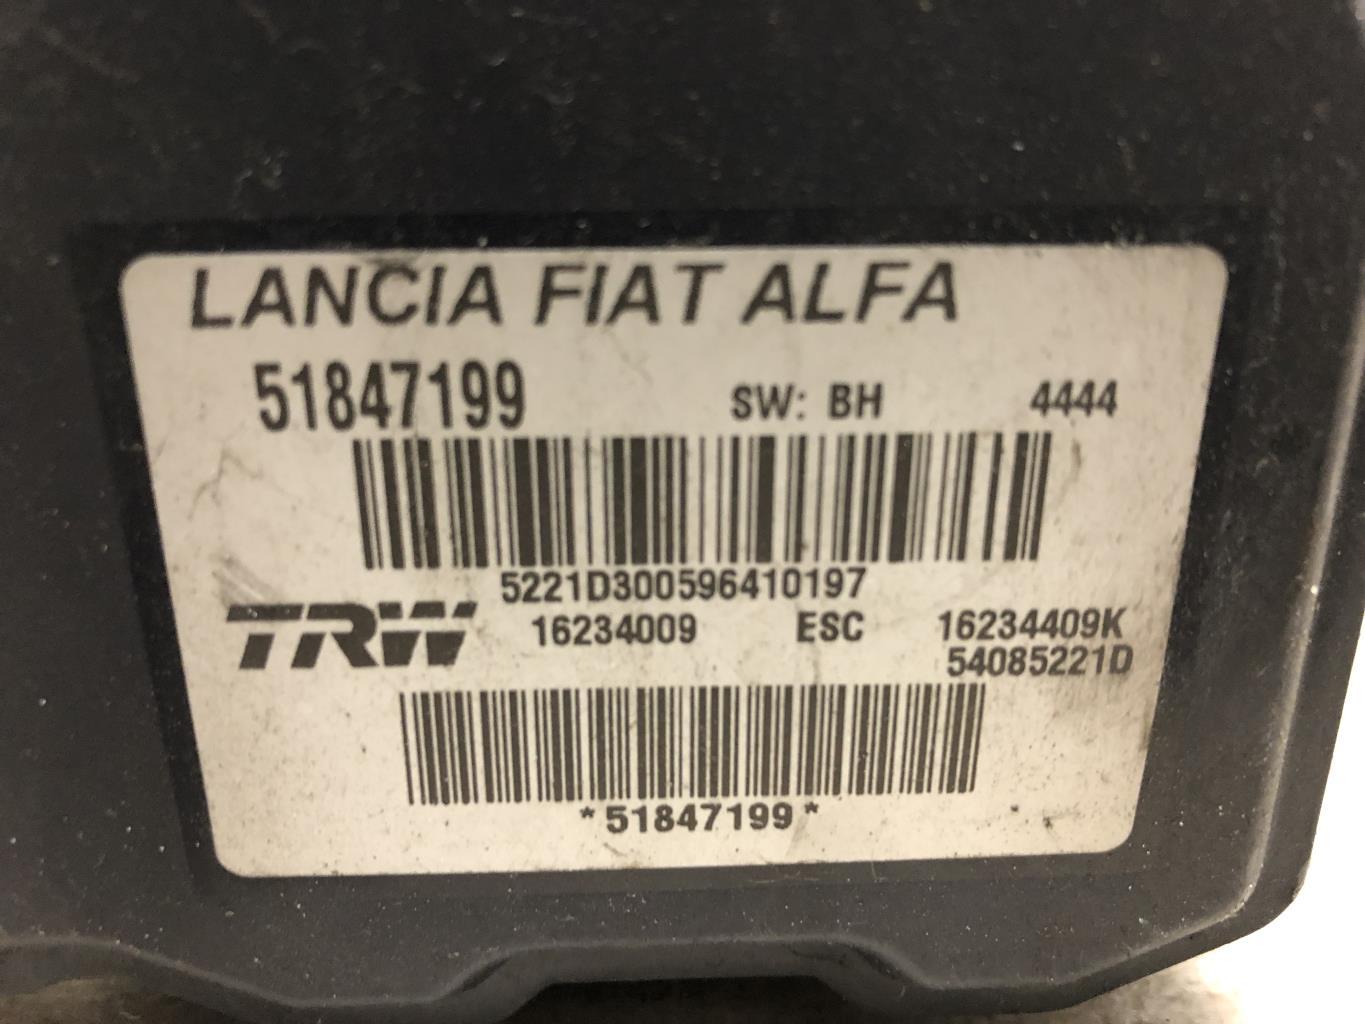 LANCIA FIAT ALFA
51847199 SW: BH 4444
5221D300596410197
TRW 16234009 ESC 16234409K
54085221D
*51847199*